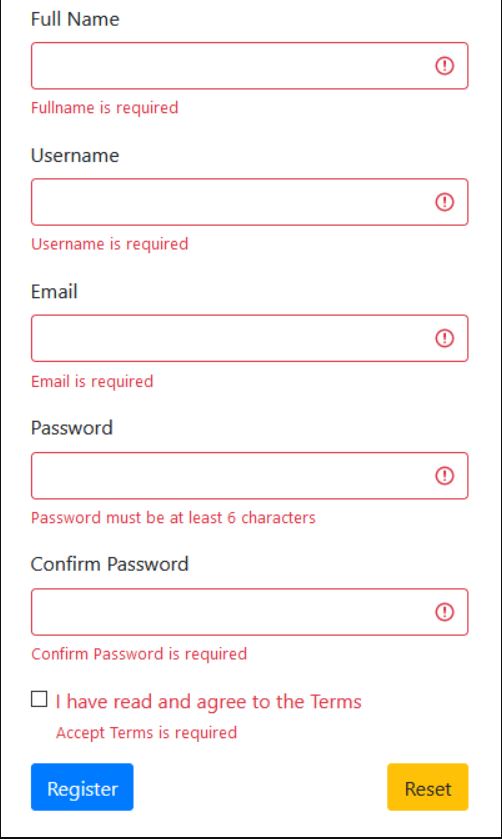 Full Name
Fullname is required
Username
Username is required
Email
Email is required
Password
Password must be at least 6 characters
Confirm Password
Confirm Password is required
I have read and agree to the Terms
Accept Terms is required
Register
Reset